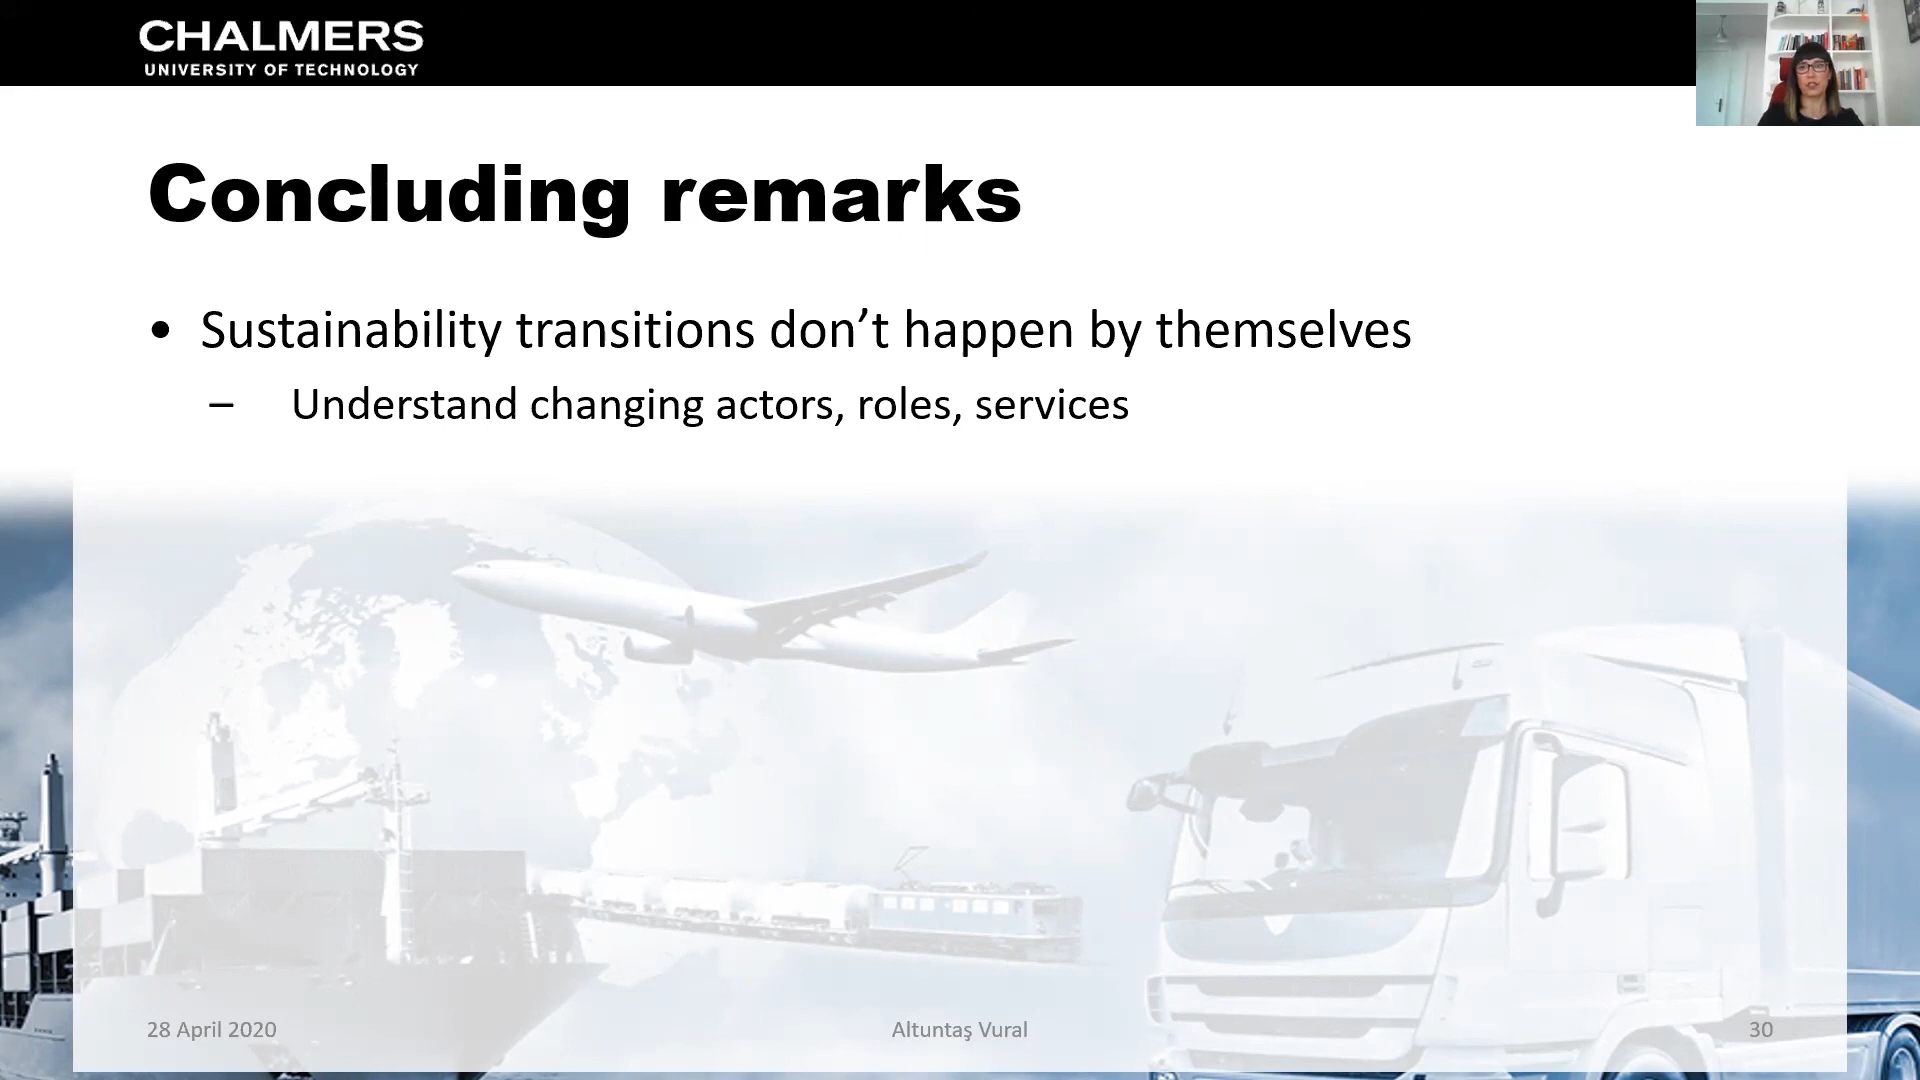 CHALMERS
UNIVERSITY OF TECHNOLOGY
Concluding remarks
• Sustainability transitions don’t happen by themselves
– Understand changing actors, roles, services
28 April 2020
Altuntaş Vural
30